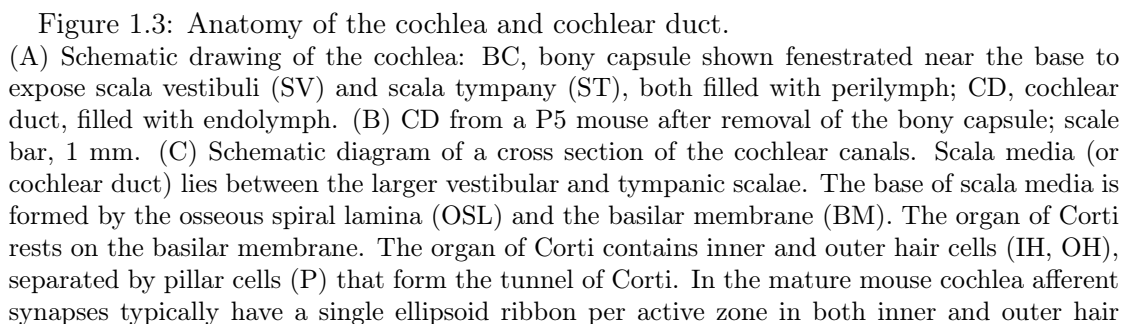 Figure 1.3: Anatomy of the cochlea and cochlear duct.
(A) Schematic drawing of the cochlea: BC, bony capsule shown fenestrated near the base to
expose scala vestibuli (SV) and scala tympany (ST), both filled with perilymph; CD, cochlear
duct, filled with endolymph. (B) CD from a P5 mouse after removal of the bony capsule; scale
bar, 1 mm. (C) Schematic diagram of a cross section of the cochlear canals. Scala media (or
cochlear duct) lies between the larger vestibular and tympanic scalae. The base of scala media is
formed by the osseous spiral lamina (OSL) and the basilar membrane (BM). The organ of Corti
rests on the basilar membrane. The organ of Corti contains inner and outer hair cells (IH, OH),
separated by pillar cells (P) that form the tunnel of Corti. In the mature mouse cochlea afferent
synapses typically have a single ellipsoid ribbon per active zone in both inner and outer hair